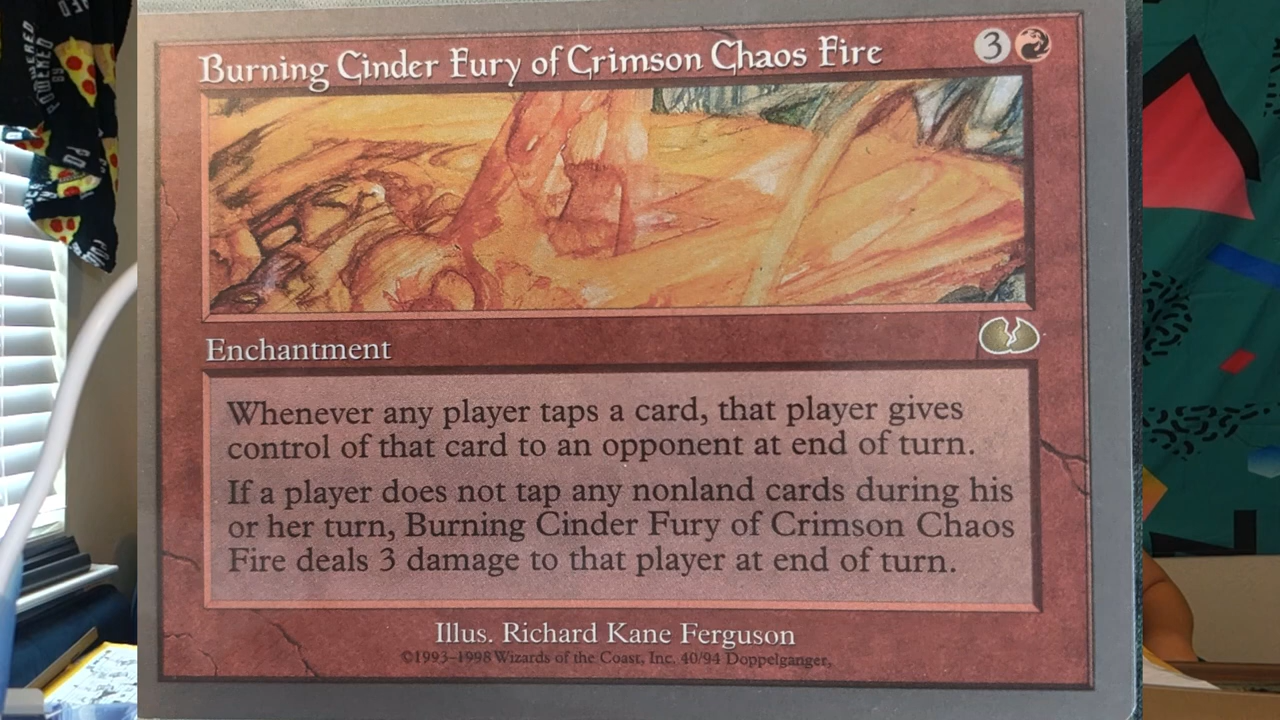 POWERED
BY
Burning Cinder Fury of Crimson Chaos Fire
3
Enchantment
Whenever any player taps a card, that player gives
control of that card to an opponent at end of turn.
If a player does not tap any nonland cards during his
or her turn, Burning Cinder Fury of Crimson Chaos
Fire deals 3 damage to that player at end of turn.
Illus. Richard Kane Ferguson
©1993–1998 Wizards of the Coast, Inc. 40/94 Doppelganger,